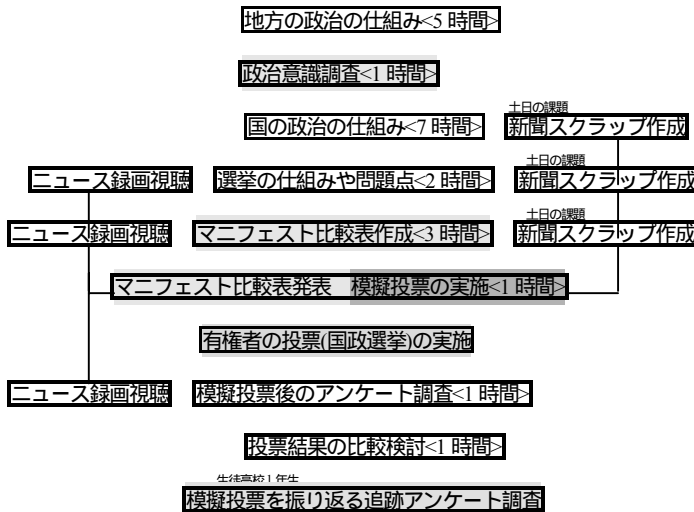 地方の政治の仕組み<5 時間>
政治意識調査<1 時間>
土日の課題
国の政治の仕組み<7 時間> 新聞スクラップ作成
土日の課題
ニュース録画視聴 選挙の仕組みや問題点<2 時間> 新聞スクラップ作成
土日の課題
ニュース録画視聴 マニフェスト比較表作成<3 時間> 新聞スクラップ作成
マニフェスト比較表発表 模擬投票の実施<1 時間>
有権者の投票(国政選挙)の実施
ニュース録画視聴 模擬投票後のアンケート調査<1 時間>
投票結果の比較検討<1 時間>
生徒高校1年生
模擬投票を振り返る追跡アンケート調査